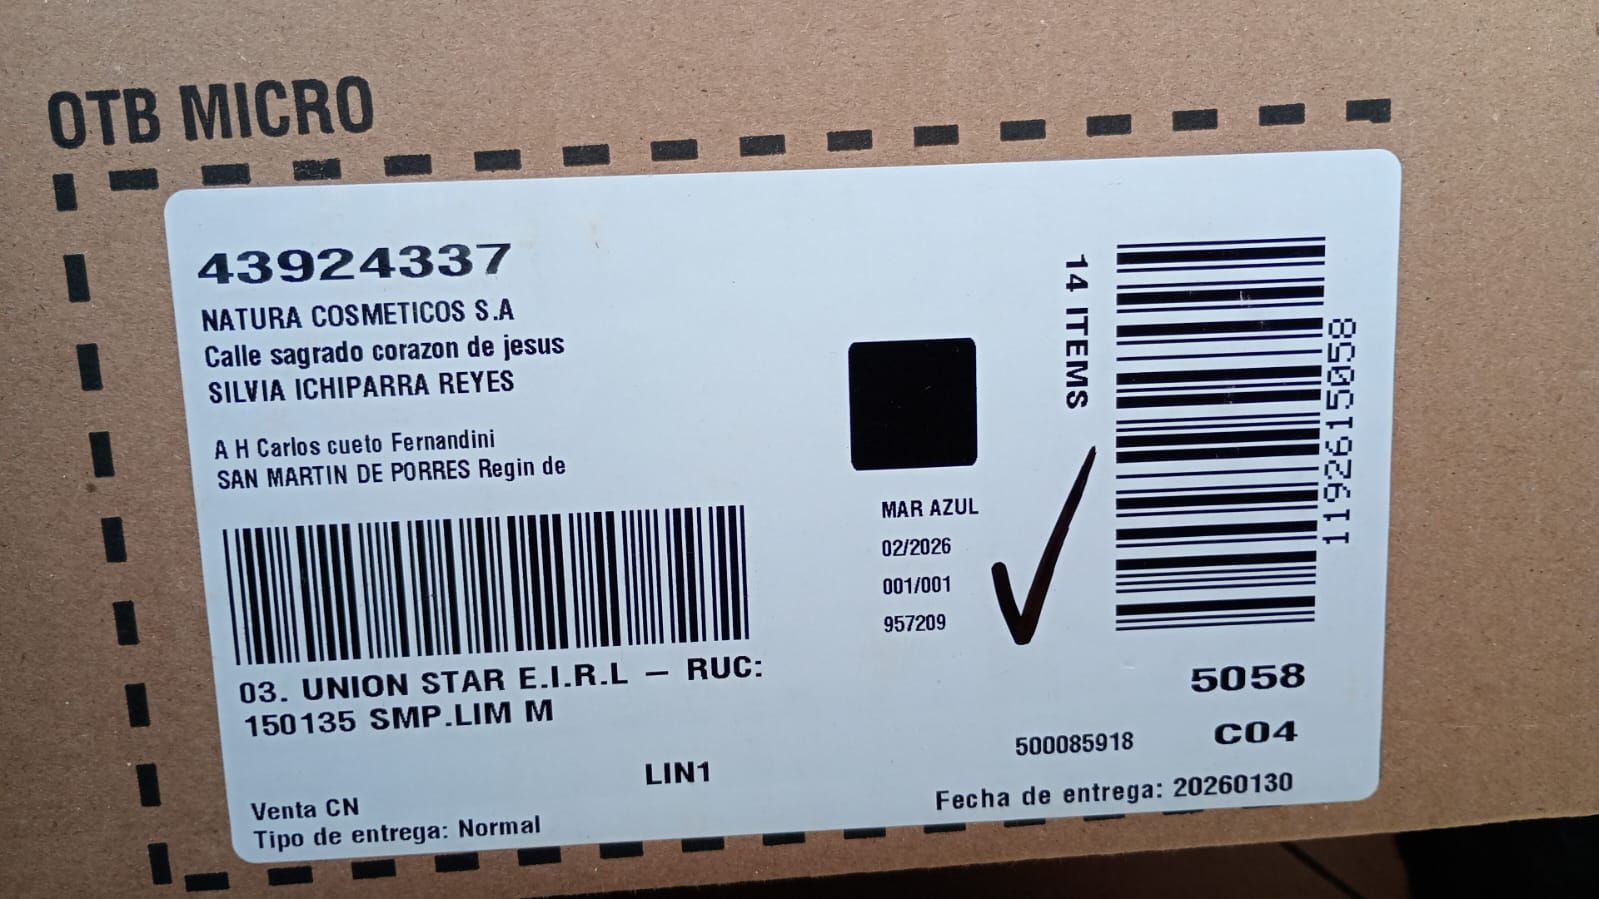 OTB MICRO
43924337
NATURA COSMETICOS S.A
Calle sagrado corazon de jesus
SILVIA ICHIPARRA REYES
A H Carlos cueto Fernandini
SAN MARTIN DE PORRES Regin de
03. UNION STAR E.I.R.L — RUC:
150135 SMP.LIM M
LIN1
Venta CN
Tipo de entrega: Normal
MAR AZUL
02/2026
001/001
957209
14 ITEMS
1192615058
5058
C04
500085918
Fecha de entrega: 20260130